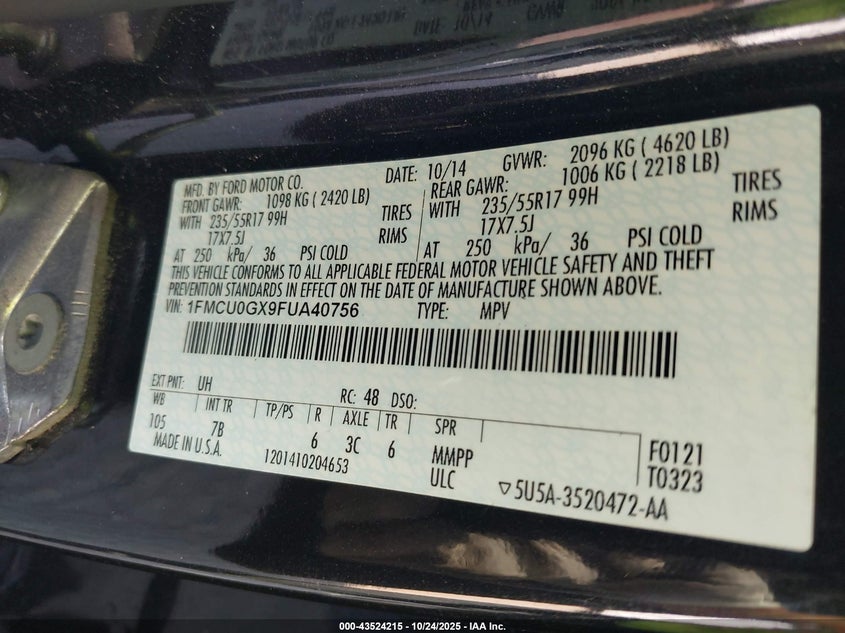 MFD. BY FORD MOTOR CO. DATE: 10/14 GVWR: 2096 KG ( 4620 LB)
FRONT GAWR: 1098 KG ( 2420 LB) REAR GAWR: 1006 KG ( 2218 LB)
WITH 235/55R17 99H TIRES WITH 235/55R17 99H TIRES
17X7.5J RIMS 17X7.5J RIMS
AT 250 kPa/ 36 PSI COLD AT 250 kPa/ 36 PSI COLD
THIS VEHICLE CONFORMS TO ALL APPLICABLE FEDERAL MOTOR VEHICLE SAFETY AND THEFT
PREVENTION STANDARDS IN EFFECT ON THE DATE OF MANUFACTURE SHOWN ABOVE.
VIN: 1FMCU0GX9FUA40756 TYPE: MPV
EXT PNT: UH RC: 48 DSO:
WB INT TR TP/PS R AXLE TR SPR
105 7B 6 3C 6 MMPP F0121
MADE IN U.S.A. 1201410204653 ULC T0323
▽5U5A-3520472-AA
000-43524215 - 10/24/2025 - IAA Inc.